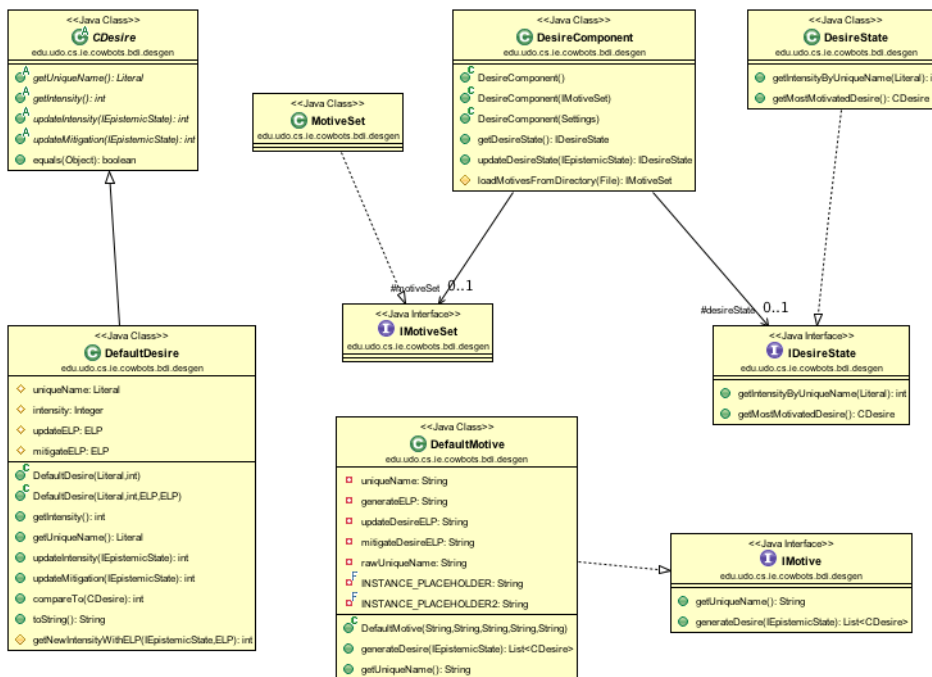 <<Java Class>>
CDesire
edu.udo.cs.ie.cowbots.bdi.desgen
getUniqueName(): Literal
getIntensity(): int
updateIntensity(IEpistemicState): int
updateMitigation(IEpistemicState): int
equals(Object): boolean
<<Java Class>>
MotiveSet
edu.udo.cs.ie.cowbots.bdi.desgen
<<Java Class>>
DesireComponent
edu.udo.cs.ie.cowbots.bdi.desgen
DesireComponent()
DesireComponent(IMotiveSet)
DesireComponent(Settings)
getDesireState(): IDesireState
updateDesireState(IEpistemicState): IDesireState
loadMotivesFromDirectory(File): IMotiveSet
<<Java Class>>
DesireState
edu.udo.cs.ie.cowbots.bdi.desgen
getIntensityByUniqueName(Literal): i
getMostMotivatedDesire(): CDesire
#motiveSet 0..1
#desireState 0..1
<<Java Interface>>
IMotiveSet
edu.udo.cs.ie.cowbots.bdi.desgen
<<Java Interface>>
IDesireState
edu.udo.cs.ie.cowbots.bdi.desgen
getIntensityByUniqueName(Literal): int
getMostMotivatedDesire(): CDesire
<<Java Class>>
DefaultDesire
edu.udo.cs.ie.cowbots.bdi.desgen
uniqueName: Literal
intensity: Integer
updateELP: ELP
mitigateELP: ELP
DefaultDesire(Literal,int)
DefaultDesire(Literal,int,ELP,ELP)
getIntensity(): int
getUniqueName(): Literal
updateIntensity(IEpistemicState): int
updateMitigation(IEpistemicState): int
compareTo(CDesire): int
toString(): String
getNewIntensityWithELP(IEpistemicState,ELP): int
<<Java Class>>
DefaultMotive
edu.udo.cs.ie.cowbots.bdi.desgen
uniqueName: String
generateELP: String
updateDesireELP: String
mitigateDesireELP: String
rawUniqueName: String
INSTANCE_PLACEHOLDER: String
INSTANCE_PLACEHOLDER2: String
DefaultMotive(String,String,String,String,String)
generateDesire(IEpistemicState): List<CDesire>
getUniqueName(): String
<<Java Interface>>
IMotive
edu.udo.cs.ie.cowbots.bdi.desgen
getUniqueName(): String
generateDesire(IEpistemicState): List<CDesire>